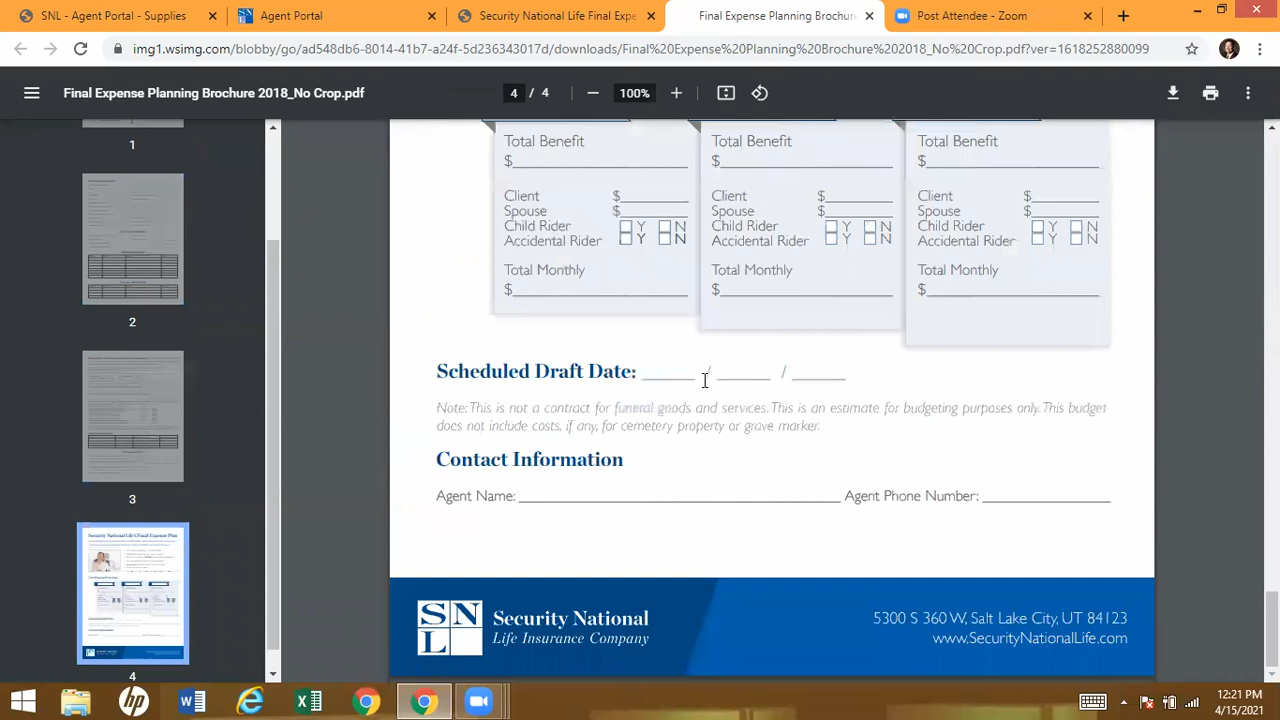 SNL - Agent Portal - Supplies
Agent Portal
Security National Life Final Expe
Final Expense Planning Brochure
Post Attendee - Zoom
img1.wsimg.com/blobby/go/ad548db6-8014-41b7-a24f-5d236343017d/downloads/Final%20Expense%20Planning%20Brochure%202018_No%20Crop.pdf?ver=1618252880099
Final Expense Planning Brochure 2018_No Crop.pdf
4 / 4
100%
1
2
3
4
Total Benefit Total Benefit Total Benefit
$ $ $
Client $ Client $ Client $
Spouse $ Spouse $ Spouse $
Child Rider Y N Child Rider Y N Child Rider Y N
Accidental Rider Y N Accidental Rider Y N Accidental Rider Y N
Total Monthly Total Monthly Total Monthly
$ $ $
Scheduled Draft Date: / /
Note: This is not a contract for funeral goods and services. This is an estimate for budgeting purposes only. This budget
does not include costs, if any, for cemetery property or grave marker.
Contact Information
Agent Name: Agent Phone Number:
SNL
Security National
Life Insurance Company
5300 S 360 W, Salt Lake City, UT 84123
www.SecurityNationalLife.com
12:21 PM
4/15/2021